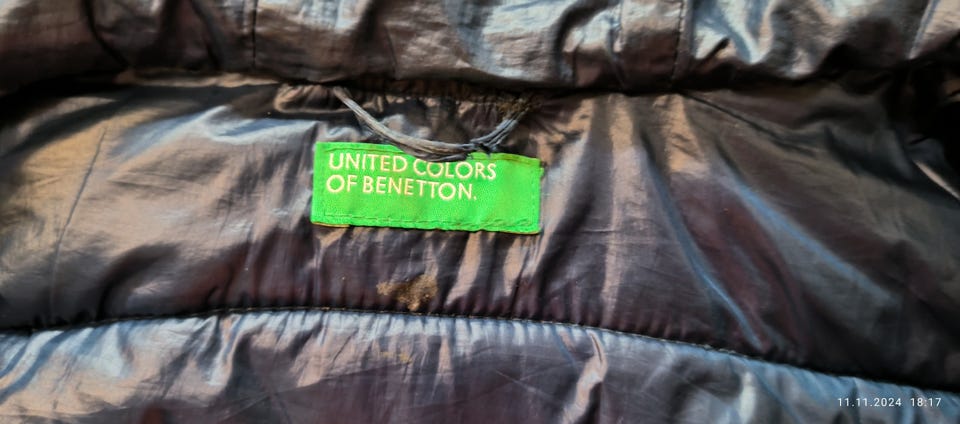 UNITED COLORS
OF BENETTON.
11.11.2024 18:17